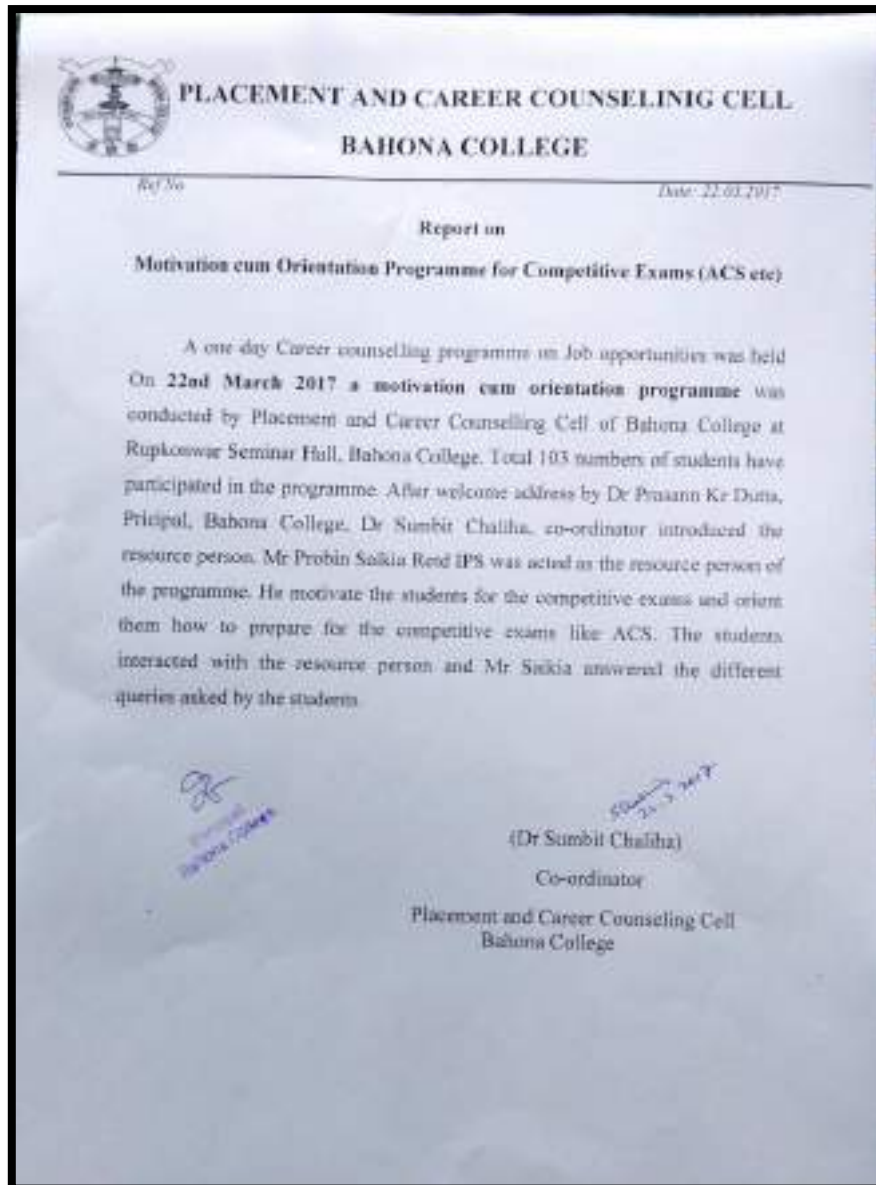 PLACEMENT AND CAREER COUNSELINIG CELL
BAHONA COLLEGE
Ref No
Date: 22.03.2017
Report on
Motivation cum Orientation Programme for Competitive Exams (ACS etc)
A one day Career counselling programme on Job opportunities was held
On 22nd March 2017 a motivation cum orientation programme was
conducted by Placement and Career Counselling Cell of Bahona College at
Rupkonwar Seminar Hall, Bahona College. Total 103 numbers of students have
participated in the programme. After welcome address by Dr Prasann Kr Dutta,
Pricipal, Bahona College, Dr Sumbit Chaliha, co-ordinator introduced the
resource person. Mr Probin Saikia Retd IPS was acted as the resource person of
the programme. He motivate the students for the competitive exams and orient
them how to prepare for the competitive exams like ACS. The students
interacted with the resource person and Mr Saikia answered the different
queries asked by the students.
Principal
Bahona College
(Dr Sumbit Chaliha)
Co-ordinator
Placement and Career Counseling Cell
Bahona College